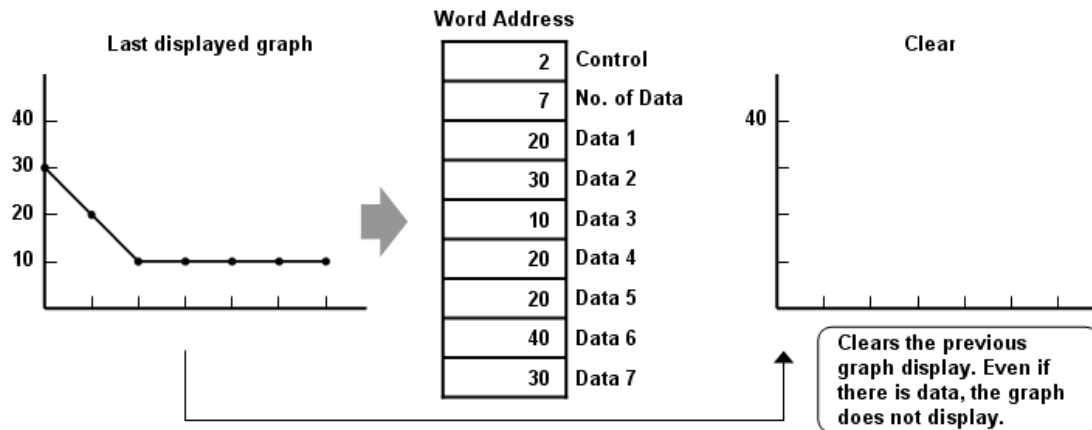 Last displayed graph
40
30
20
10
Word Address
2 Control
7 No. of Data
20 Data 1
30 Data 2
10 Data 3
20 Data 4
20 Data 5
40 Data 6
30 Data 7
Clear
40
Clears the previous
graph display. Even if
there is data, the graph
does not display.